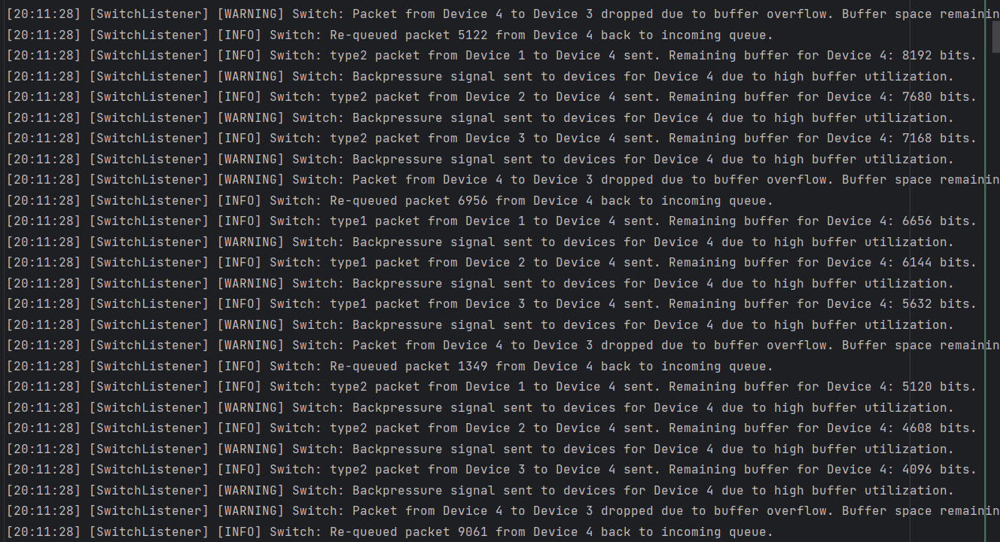 [20:11:28] [SwitchListener] [WARNING] Switch: Packet from Device 4 to Device 3 dropped due to buffer overflow. Buffer space remainin
[20:11:28] [SwitchListener] [INFO] Switch: Re-queued packet 5122 from Device 4 back to incoming queue.
[20:11:28] [SwitchListener] [INFO] Switch: type2 packet from Device 1 to Device 4 sent. Remaining buffer for Device 4: 8192 bits.
[20:11:28] [SwitchListener] [WARNING] Switch: Backpressure signal sent to devices for Device 4 due to high buffer utilization.
[20:11:28] [SwitchListener] [INFO] Switch: type2 packet from Device 2 to Device 4 sent. Remaining buffer for Device 4: 7680 bits.
[20:11:28] [SwitchListener] [WARNING] Switch: Backpressure signal sent to devices for Device 4 due to high buffer utilization.
[20:11:28] [SwitchListener] [INFO] Switch: type2 packet from Device 3 to Device 4 sent. Remaining buffer for Device 4: 7168 bits.
[20:11:28] [SwitchListener] [WARNING] Switch: Backpressure signal sent to devices for Device 4 due to high buffer utilization.
[20:11:28] [SwitchListener] [WARNING] Switch: Packet from Device 4 to Device 3 dropped due to buffer overflow. Buffer space remainin
[20:11:28] [SwitchListener] [INFO] Switch: Re-queued packet 6956 from Device 4 back to incoming queue.
[20:11:28] [SwitchListener] [INFO] Switch: type1 packet from Device 1 to Device 4 sent. Remaining buffer for Device 4: 6656 bits.
[20:11:28] [SwitchListener] [WARNING] Switch: Backpressure signal sent to devices for Device 4 due to high buffer utilization.
[20:11:28] [SwitchListener] [INFO] Switch: type1 packet from Device 2 to Device 4 sent. Remaining buffer for Device 4: 6144 bits.
[20:11:28] [SwitchListener] [WARNING] Switch: Backpressure signal sent to devices for Device 4 due to high buffer utilization.
[20:11:28] [SwitchListener] [INFO] Switch: type1 packet from Device 3 to Device 4 sent. Remaining buffer for Device 4: 5632 bits.
[20:11:28] [SwitchListener] [WARNING] Switch: Backpressure signal sent to devices for Device 4 due to high buffer utilization.
[20:11:28] [SwitchListener] [WARNING] Switch: Packet from Device 4 to Device 3 dropped due to buffer overflow. Buffer space remainin
[20:11:28] [SwitchListener] [INFO] Switch: Re-queued packet 1349 from Device 4 back to incoming queue.
[20:11:28] [SwitchListener] [INFO] Switch: type2 packet from Device 1 to Device 4 sent. Remaining buffer for Device 4: 5120 bits.
[20:11:28] [SwitchListener] [WARNING] Switch: Backpressure signal sent to devices for Device 4 due to high buffer utilization.
[20:11:28] [SwitchListener] [INFO] Switch: type2 packet from Device 2 to Device 4 sent. Remaining buffer for Device 4: 4608 bits.
[20:11:28] [SwitchListener] [WARNING] Switch: Backpressure signal sent to devices for Device 4 due to high buffer utilization.
[20:11:28] [SwitchListener] [INFO] Switch: type2 packet from Device 3 to Device 4 sent. Remaining buffer for Device 4: 4096 bits.
[20:11:28] [SwitchListener] [WARNING] Switch: Backpressure signal sent to devices for Device 4 due to high buffer utilization.
[20:11:28] [SwitchListener] [WARNING] Switch: Packet from Device 4 to Device 3 dropped due to buffer overflow. Buffer space remainin
[20:11:28] [SwitchListener] [INFO] Switch: Re-queued packet 9061 from Device 4 back to incoming queue.